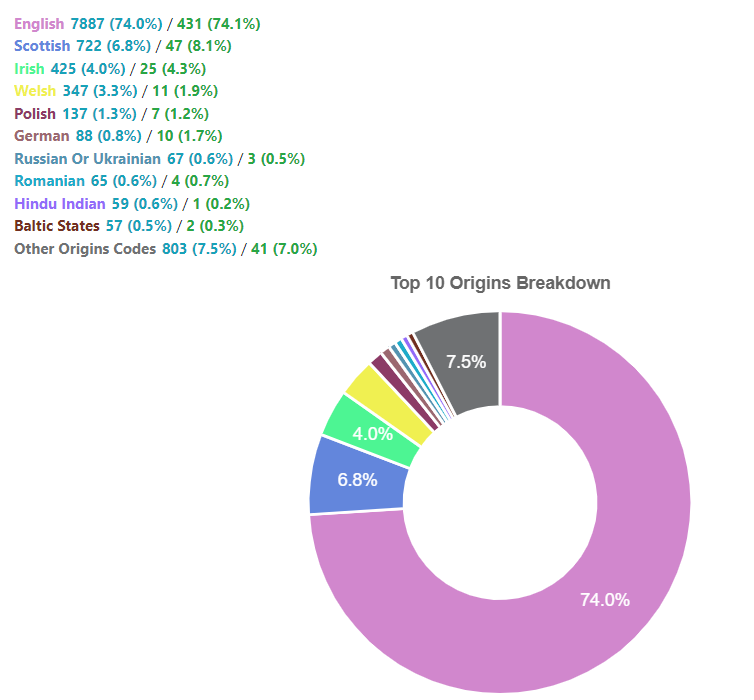 English 7887 (74.0%) / 431 (74.1%)
Scottish 722 (6.8%) / 47 (8.1%)
Irish 425 (4.0%) / 25 (4.3%)
Welsh 347 (3.3%) / 11 (1.9%)
Polish 137 (1.3%) / 7 (1.2%)
German 88 (0.8%) / 10 (1.7%)
Russian Or Ukrainian 67 (0.6%) / 3 (0.5%)
Romanian 65 (0.6%) / 4 (0.7%)
Hindu Indian 59 (0.6%) / 1 (0.2%)
Baltic States 57 (0.5%) / 2 (0.3%)
Other Origins Codes 803 (7.5%) / 41 (7.0%)
Top 10 Origins Breakdown
7.5%
4.0%
6.8%
74.0%